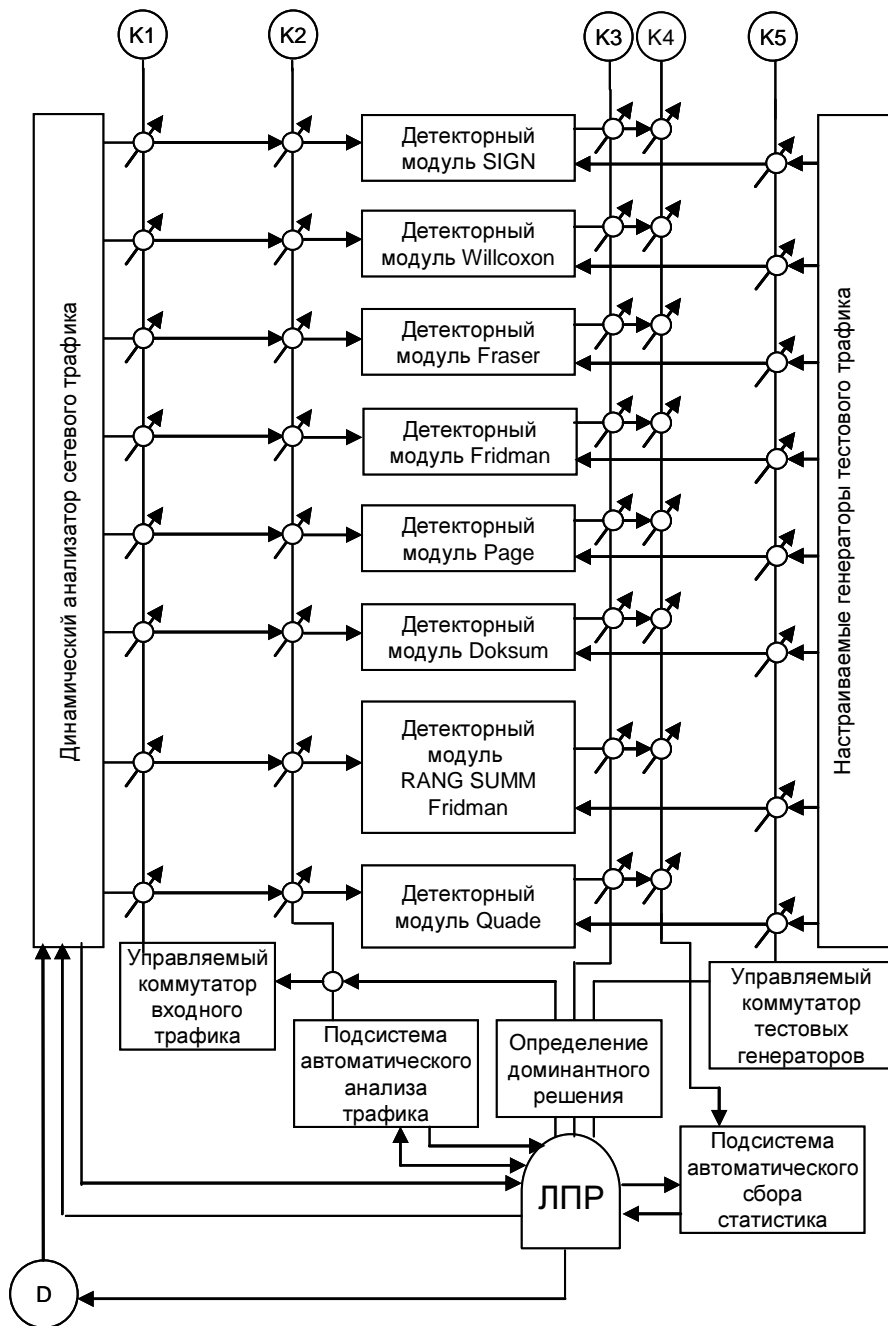 K1
K2
K3
K4
K5
Динамический анализатор сетевого трафика
Детекторный
модуль SIGN
Детекторный
модуль Willcoxon
Детекторный
модуль Fraser
Детекторный
модуль Fridman
Детекторный
модуль Page
Детекторный
модуль Doksum
Детекторный
модуль
RANG SUMM
Fridman
Детекторный
модуль Quade
Настраиваемые генераторы тестового трафика
Управляемый
коммутатор
входного
трафика
Подсистема
автоматического
анализа
трафика
Определение
доминантного
решения
Управляемый
коммутатор
тестовых
генераторов
ЛПР
Подсистема
автоматического
сбора
статистика
D